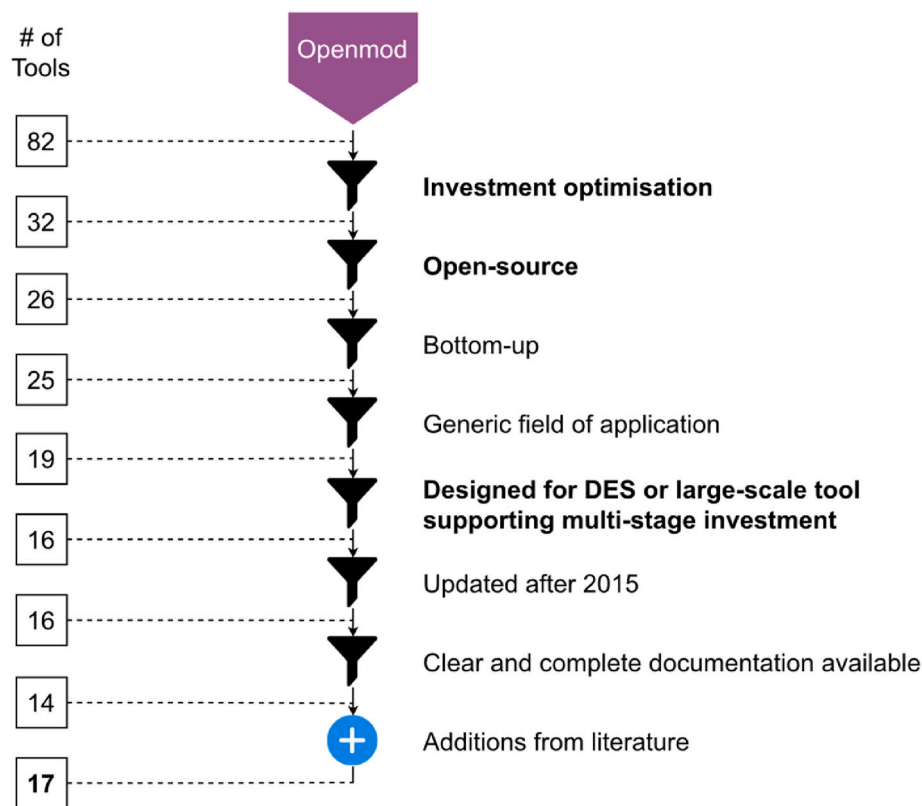 # of
Tools
Openmod
82
Investment optimisation
32
Open-source
26
Bottom-up
25
Generic field of application
19
Designed for DES or large-scale tool
supporting multi-stage investment
16
Updated after 2015
16
Clear and complete documentation available
14
Additions from literature
17